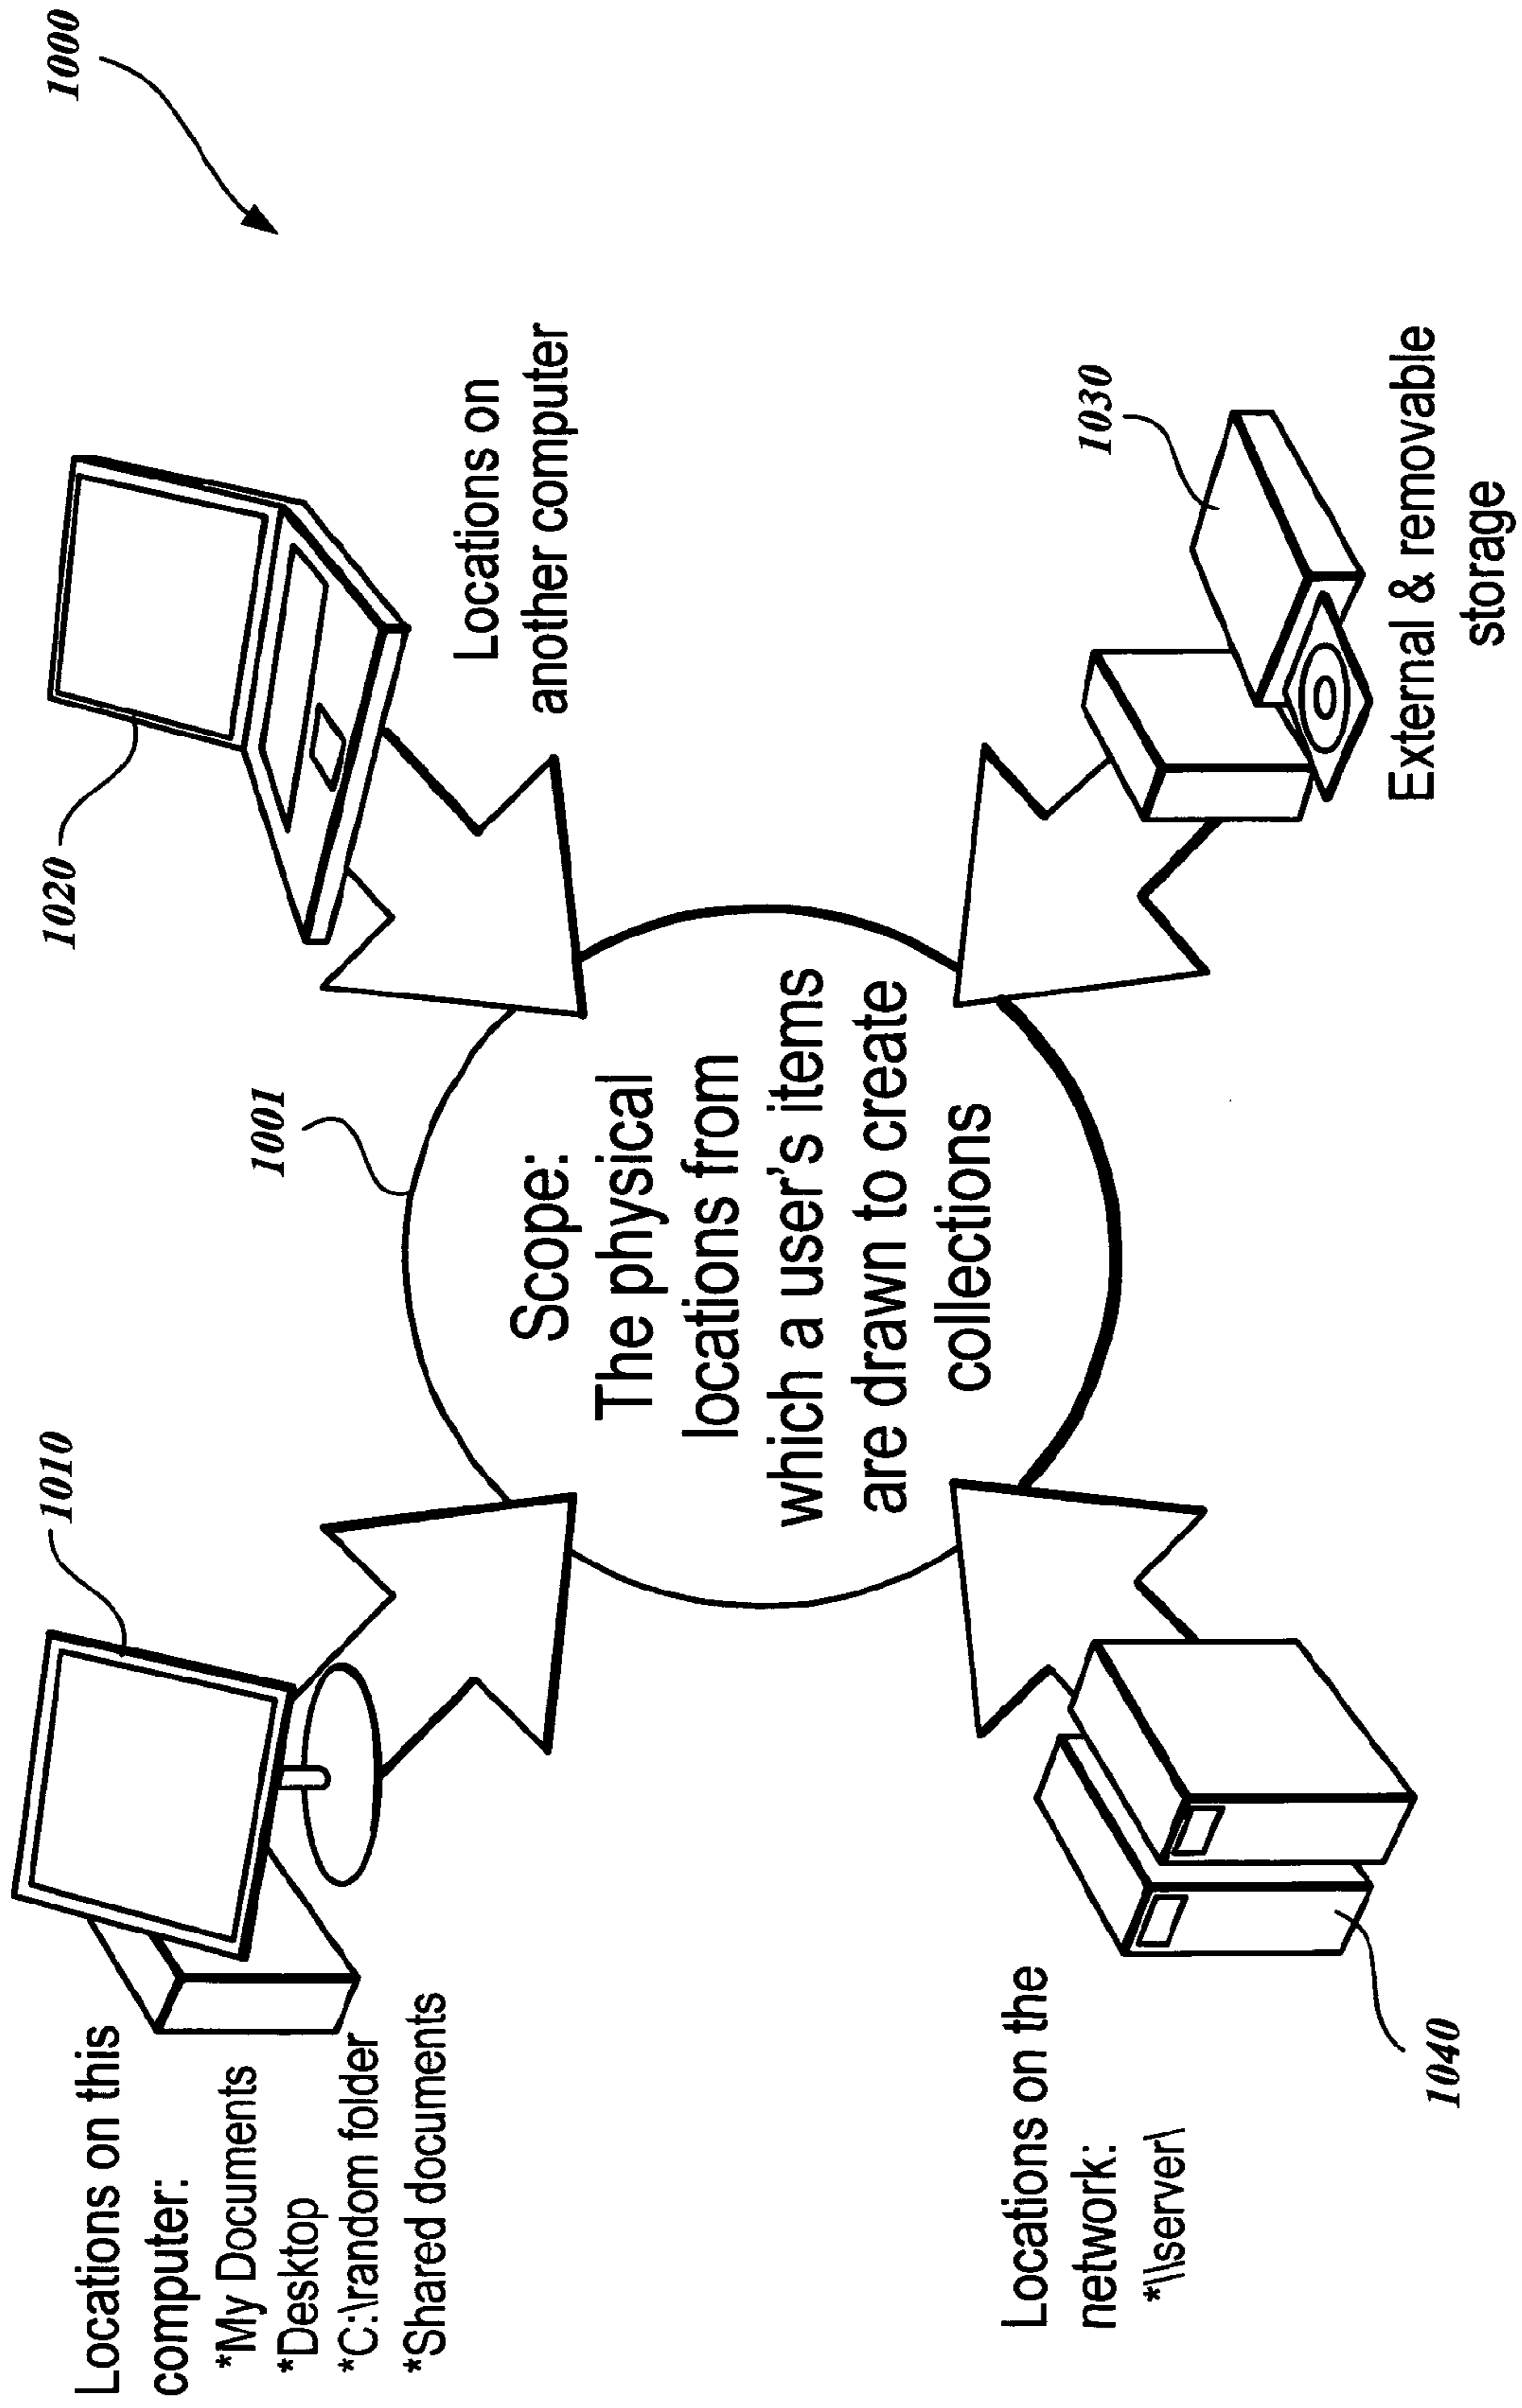 1000
1010
Locations on this
computer:
*My Documents
*Desktop
*C:\random folder
*Shared documents
1020
Locations on
another computer
1001
Scope:
The physical
locations from
which a user's items
are drawn to create
collections
Locations on the
network:
*\\\server\
1040
1030
External & removable
storage